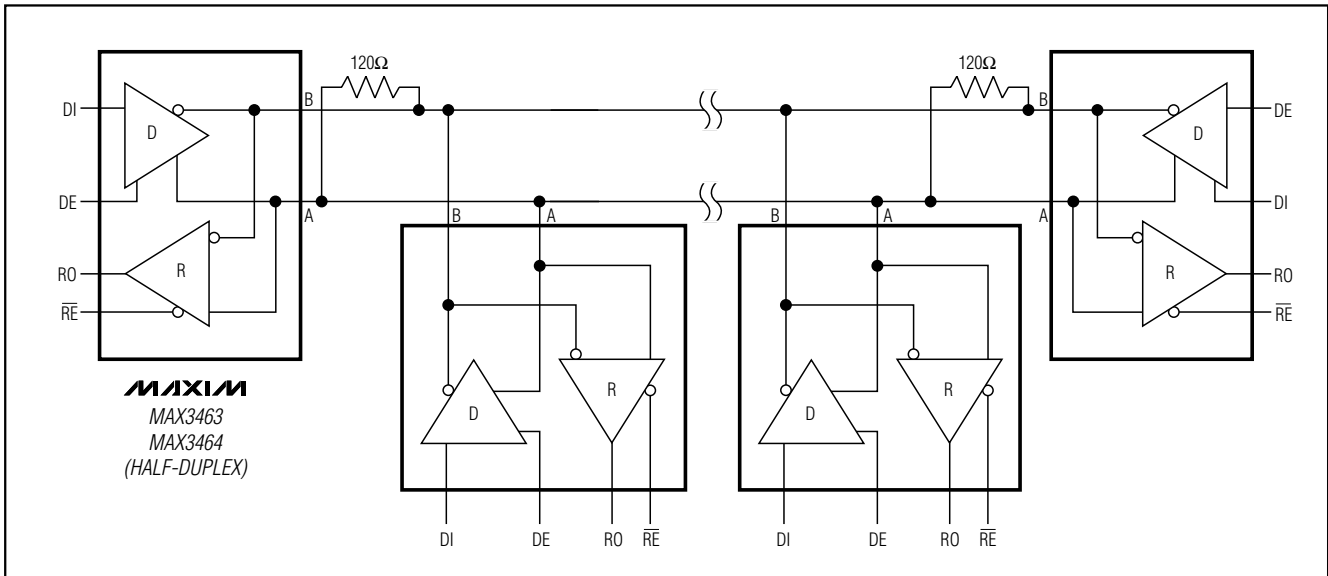 120Ω
120Ω
DI
D
B
A
DE
R
RO
RE
MAXIM
MAX3463
MAX3464
(HALF-DUPLEX)
B
A
D
R
DI
DE
RO
RE
B
A
D
R
DI
DE
RO
RE
B
A
D
DE
DI
R
RO
RE